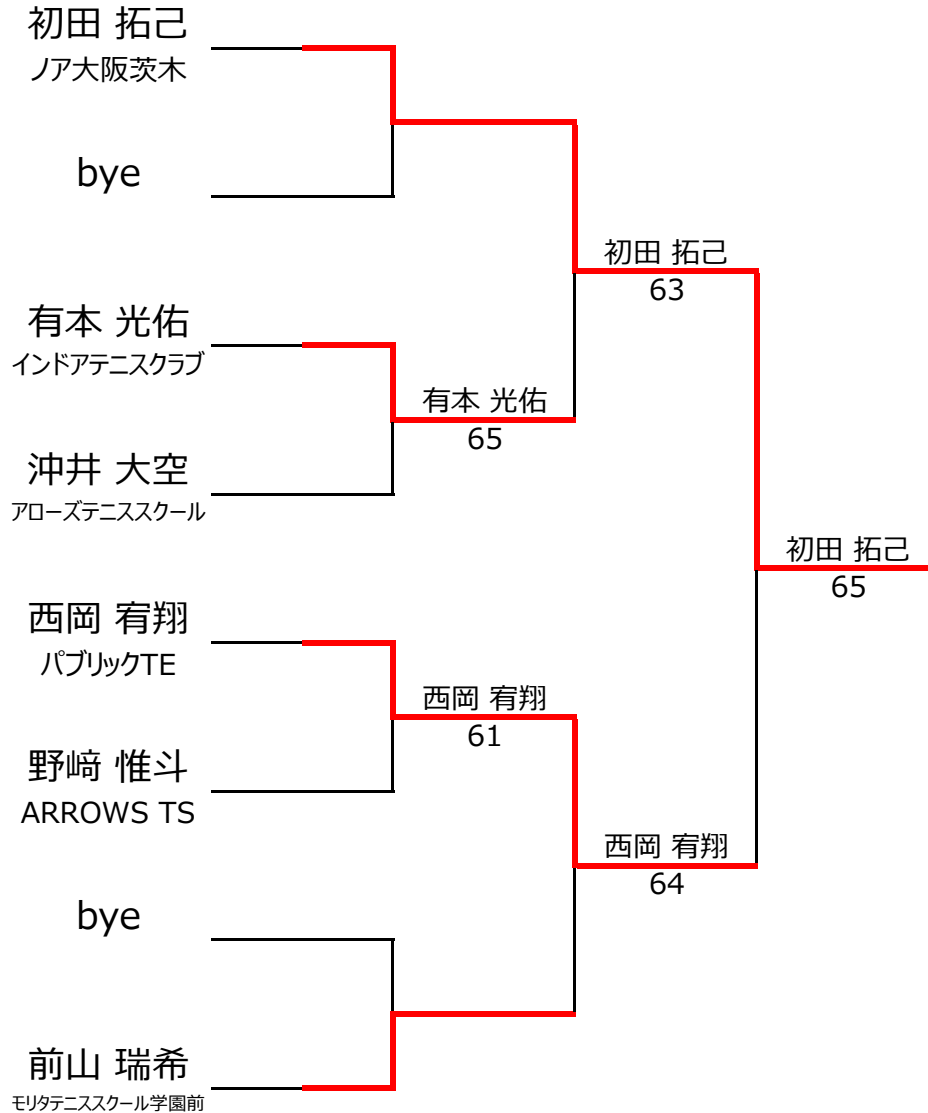 初田 拓己
ノア大阪茨木
bye
初田 拓己
63
有本 光佑
インドアテニスクラブ
有本 光佑
65
沖井 大空
アローズテニススクール
初田 拓己
65
西岡 宥翔
パブリックTE
西岡 宥翔
61
野﨑 惟斗
ARROWS TS
西岡 宥翔
64
bye
前山 瑞希
モリタテニススクール学園前